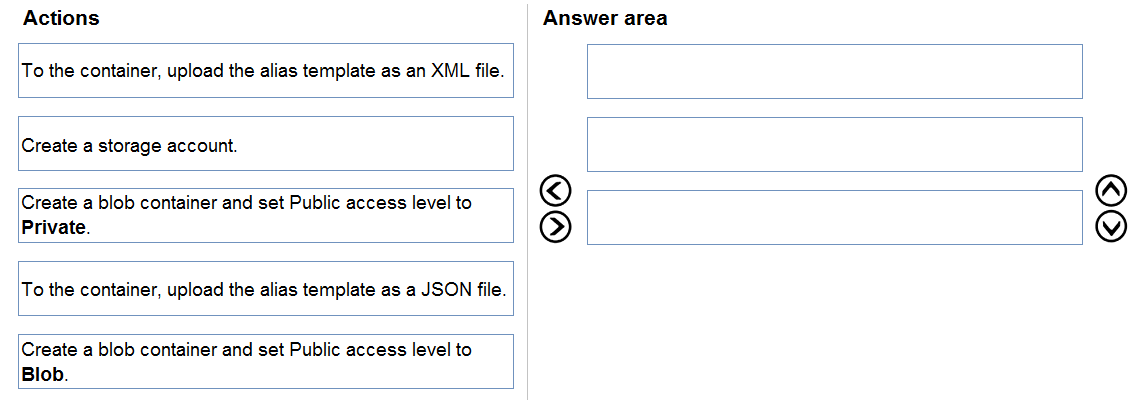 Actions
Answer area
To the container, upload the alias template as an XML file.
Create a storage account.
Create a blob container and set Public access level to
Private.
To the container, upload the alias template as a JSON file.
Create a blob container and set Public access level to
Blob.